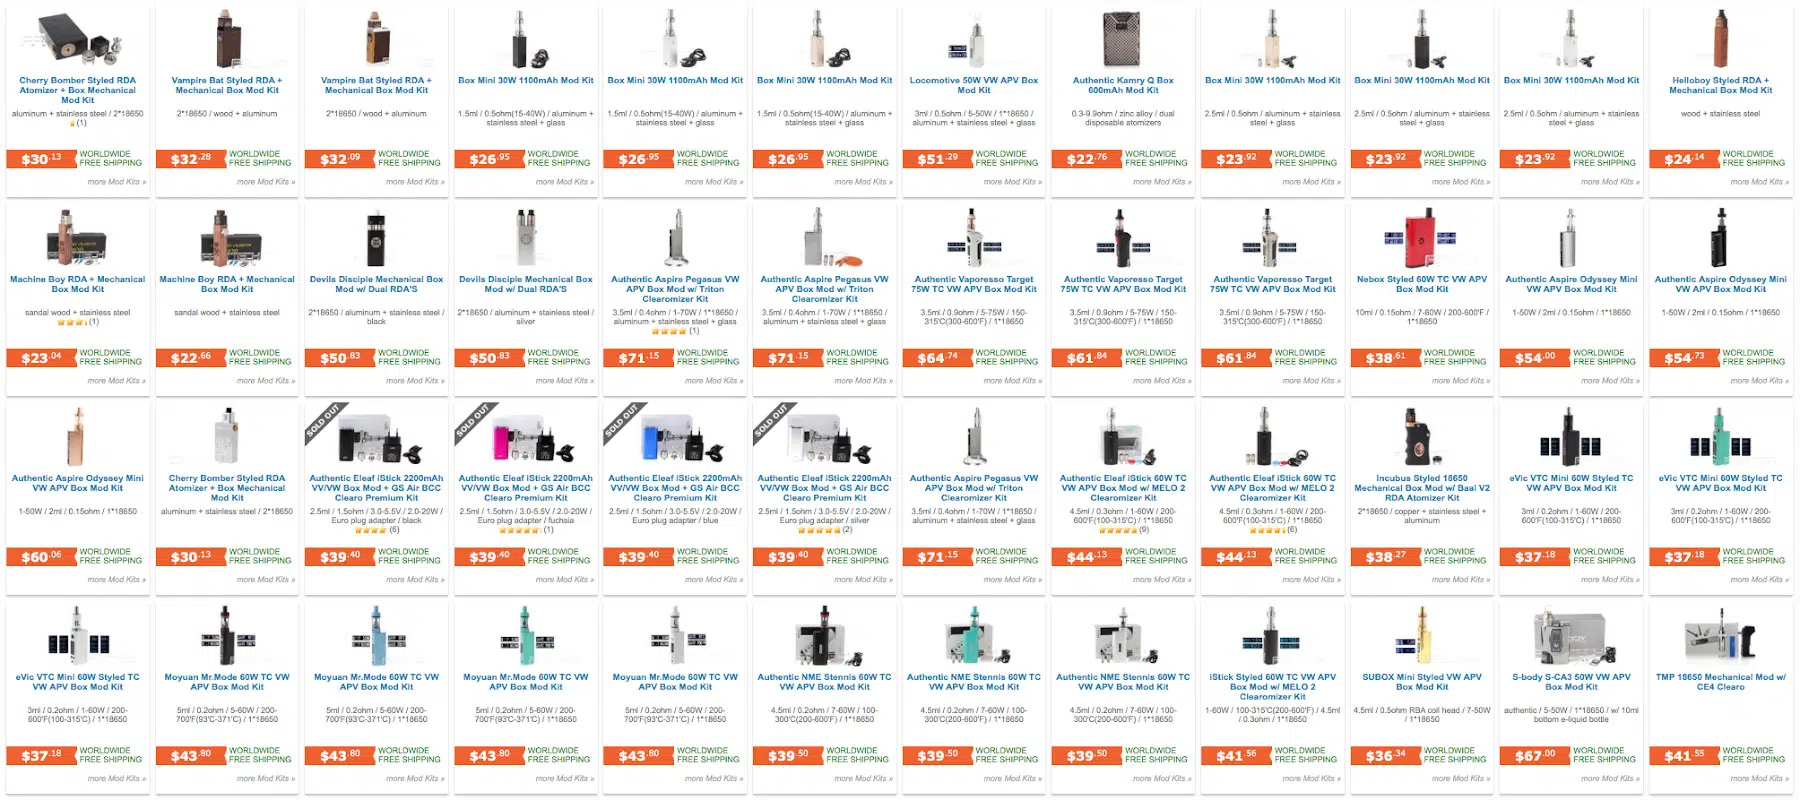 Cherry Bomber Styled RDA
Atomizer + Box Mechanical
Mod Kit
aluminum + stainless steel / 2*18650
(1)
$30.13
WORLDWIDE
FREE SHIPPING
more Mod Kits »
Vampire Bat Styled RDA +
Mechanical Box Mod Kit
2*18650 / wood + aluminum
$32.28
WORLDWIDE
FREE SHIPPING
more Mod Kits »
Vampire Bat Styled RDA +
Mechanical Box Mod Kit
2*18650 / wood + aluminum
$32.09
WORLDWIDE
FREE SHIPPING
more Mod Kits »
Box Mini 30W 1100mAh Mod Kit
1.5ml / 0.5ohm(15-40W) / aluminum +
stainless steel + glass
$26.95
WORLDWIDE
FREE SHIPPING
more Mod Kits »
Box Mini 30W 1100mAh Mod Kit
1.5ml / 0.5ohm(15-40W) / aluminum +
stainless steel + glass
$26.95
WORLDWIDE
FREE SHIPPING
more Mod Kits »
Box Mini 30W 1100mAh Mod Kit
1.5ml / 0.5ohm(15-40W) / aluminum +
stainless steel + glass
$26.95
WORLDWIDE
FREE SHIPPING
more Mod Kits »
Locomotive 50W VW APV Box
Mod Kit
3ml / 0.5ohm / 5-50W / 1*18650 /
aluminum + stainless steel + glass
$51.29
WORLDWIDE
FREE SHIPPING
more Mod Kits »
Authentic Kamry Q Box
600mAh Mod Kit
0.3-9.9ohm / zinc alloy / dual
disposable atomizers
$22.76
WORLDWIDE
FREE SHIPPING
more Mod Kits »
Box Mini 30W 1100mAh Mod Kit
2.5ml / 0.5ohm / aluminum + stainless
steel + glass
$23.92
WORLDWIDE
FREE SHIPPING
more Mod Kits »
Box Mini 30W 1100mAh Mod Kit
2.5ml / 0.5ohm / aluminum + stainless
steel + glass
$23.92
WORLDWIDE
FREE SHIPPING
more Mod Kits »
Box Mini 30W 1100mAh Mod Kit
2.5ml / 0.5ohm / aluminum + stainless
steel + glass
$23.92
WORLDWIDE
FREE SHIPPING
more Mod Kits »
Helloboy Styled RDA +
Mechanical Box Mod Kit
wood + stainless steel
$24.14
WORLDWIDE
FREE SHIPPING
more Mod Kits »
Machine Boy RDA + Mechanical
Box Mod Kit
sandal wood + stainless steel
(1)
$23.04
WORLDWIDE
FREE SHIPPING
more Mod Kits »
Machine Boy RDA + Mechanical
Box Mod Kit
sandal wood + stainless steel
$22.66
WORLDWIDE
FREE SHIPPING
more Mod Kits »
Devils Disciple Mechanical Box
Mod w/ Dual RDA'S
2*18650 / aluminum + stainless steel /
black
$50.83
WORLDWIDE
FREE SHIPPING
more Mod Kits »
Devils Disciple Mechanical Box
Mod w/ Dual RDA'S
2*18650 / aluminum + stainless steel /
silver
$50.83
WORLDWIDE
FREE SHIPPING
more Mod Kits »
Authentic Aspire Pegasus VW
APV Box Mod w/ Triton
Clearomizer Kit
3.5ml / 0.4ohm / 1-70W / 1*18650 /
aluminum + stainless steel + glass
(1)
$71.15
WORLDWIDE
FREE SHIPPING
more Mod Kits »
Authentic Aspire Pegasus VW
APV Box Mod w/ Triton
Clearomizer Kit
3.5ml / 0.4ohm / 1-70W / 1*18650 /
aluminum + stainless steel + glass
$71.15
WORLDWIDE
FREE SHIPPING
more Mod Kits »
Authentic Vaporesso Target
75W TC VW APV Box Mod Kit
3.5ml / 0.9ohm / 5-75W / 150-
315'C(300-600'F) / 1*18650
$64.74
WORLDWIDE
FREE SHIPPING
more Mod Kits »
Authentic Vaporesso Target
75W TC VW APV Box Mod Kit
3.5ml / 0.9ohm / 5-75W / 150-
315'C(300-600'F) / 1*18650
$61.84
WORLDWIDE
FREE SHIPPING
more Mod Kits »
Authentic Vaporesso Target
75W TC VW APV Box Mod Kit
3.5ml / 0.9ohm / 5-75W / 150-
315'C(300-600'F) / 1*18650
$61.84
WORLDWIDE
FREE SHIPPING
more Mod Kits »
Nebox Styled 60W TC VW APV
Box Mod Kit
10ml / 0.15ohm / 7-60W / 200-600'F /
1*18650
$38.61
WORLDWIDE
FREE SHIPPING
more Mod Kits »
Authentic Aspire Odyssey Mini
VW APV Box Mod Kit
1-50W / 2ml / 0.15ohm / 1*18650
$54.00
WORLDWIDE
FREE SHIPPING
more Mod Kits »
Authentic Aspire Odyssey Mini
VW APV Box Mod Kit
1-50W / 2ml / 0.15ohm / 1*18650
$54.73
WORLDWIDE
FREE SHIPPING
more Mod Kits »
Authentic Aspire Odyssey Mini
VW APV Box Mod Kit
1-50W / 2ml / 0.15ohm / 1*18650
$60.06
WORLDWIDE
FREE SHIPPING
more Mod Kits »
Cherry Bomber Styled RDA
Atomizer + Box Mechanical
Mod Kit
aluminum + stainless steel / 2*18650
$30.13
WORLDWIDE
FREE SHIPPING
more Mod Kits »
SOLD OUT
Authentic Eleaf iStick 2200mAh
VV/VW Box Mod + GS Air BCC
Clearo Premium Kit
2.5ml / 1.5ohm / 3.0-5.5V / 2.0-20W /
Euro plug adapter / black
(6)
$39.40
WORLDWIDE
FREE SHIPPING
more Mod Kits »
SOLD OUT
Authentic Eleaf iStick 2200mAh
VV/VW Box Mod + GS Air BCC
Clearo Premium Kit
2.5ml / 1.5ohm / 3.0-5.5V / 2.0-20W /
Euro plug adapter / fuchsia
(1)
$39.40
WORLDWIDE
FREE SHIPPING
more Mod Kits »
SOLD OUT
Authentic Eleaf iStick 2200mAh
VV/VW Box Mod + GS Air BCC
Clearo Premium Kit
2.5ml / 1.5ohm / 3.0-5.5V / 2.0-20W /
Euro plug adapter / blue
$39.40
WORLDWIDE
FREE SHIPPING
more Mod Kits »
SOLD OUT
Authentic Eleaf iStick 2200mAh
VV/VW Box Mod + GS Air BCC
Clearo Premium Kit
2.5ml / 1.5ohm / 3.0-5.5V / 2.0-20W /
Euro plug adapter / silver
(2)
$39.40
WORLDWIDE
FREE SHIPPING
more Mod Kits »
Authentic Aspire Pegasus VW
APV Box Mod w/ Triton
Clearomizer Kit
3.5ml / 0.4ohm / 1-70W / 1*18650 /
aluminum + stainless steel + glass
$71.15
WORLDWIDE
FREE SHIPPING
more Mod Kits »
Authentic Eleaf iStick 60W TC
VW APV Box Mod w/ MELO 2
Clearomizer Kit
4.5ml / 0.3ohm / 1-60W / 200-
600'F(100-315'C) / 1*18650
(9)
$44.13
WORLDWIDE
FREE SHIPPING
more Mod Kits »
Authentic Eleaf iStick 60W TC
VW APV Box Mod w/ MELO 2
Clearomizer Kit
4.5ml / 0.3ohm / 1-60W / 200-
600'F(100-315'C) / 1*18650
(6)
$44.13
WORLDWIDE
FREE SHIPPING
more Mod Kits »
Incubus Styled 18650
Mechanical Box Mod w/ Baal V2
RDA Atomizer Kit
2*18650 / copper + stainless steel +
aluminum
$38.27
WORLDWIDE
FREE SHIPPING
more Mod Kits »
eVic VTC Mini 60W Styled TC
VW APV Box Mod Kit
3ml / 0.2ohm / 1-60W / 200-
600'F(100-315'C) / 1*18650
$37.18
WORLDWIDE
FREE SHIPPING
more Mod Kits »
eVic VTC Mini 60W Styled TC
VW APV Box Mod Kit
3ml / 0.2ohm / 1-60W / 200-
600'F(100-315'C) / 1*18650
$37.18
WORLDWIDE
FREE SHIPPING
more Mod Kits »
eVic VTC Mini 60W Styled TC
VW APV Box Mod Kit
3ml / 0.2ohm / 1-60W / 200-
600'F(100-315'C) / 1*18650
$37.18
WORLDWIDE
FREE SHIPPING
more Mod Kits »
Moyuan Mr.Mode 60W TC VW
APV Box Mod Kit
5ml / 0.2ohm / 5-60W / 200-
700'F(93'C-371'C) / 1*18650
$43.80
WORLDWIDE
FREE SHIPPING
more Mod Kits »
Moyuan Mr.Mode 60W TC VW
APV Box Mod Kit
5ml / 0.2ohm / 5-60W / 200-
700'F(93'C-371'C) / 1*18650
$43.80
WORLDWIDE
FREE SHIPPING
more Mod Kits »
Moyuan Mr.Mode 60W TC VW
APV Box Mod Kit
5ml / 0.2ohm / 5-60W / 200-
700'F(93'C-371'C) / 1*18650
$43.80
WORLDWIDE
FREE SHIPPING
more Mod Kits »
Moyuan Mr.Mode 60W TC VW
APV Box Mod Kit
5ml / 0.2ohm / 5-60W / 200-
700'F(93'C-371'C) / 1*18650
$43.80
WORLDWIDE
FREE SHIPPING
more Mod Kits »
Authentic NME Stennis 60W TC
VW APV Box Mod Kit
4.5ml / 0.2ohm / 7-60W / 100-
300'C(200-600'F) / 1*18650
$39.50
WORLDWIDE
FREE SHIPPING
more Mod Kits »
Authentic NME Stennis 60W TC
VW APV Box Mod Kit
4.5ml / 0.2ohm / 7-60W / 100-
300'C(200-600'F) / 1*18650
$39.50
WORLDWIDE
FREE SHIPPING
more Mod Kits »
Authentic NME Stennis 60W TC
VW APV Box Mod Kit
4.5ml / 0.2ohm / 7-60W / 100-
300'C(200-600'F) / 1*18650
$39.50
WORLDWIDE
FREE SHIPPING
more Mod Kits »
iStick Styled 60W TC VW APV
Box Mod w/ MELO 2
Clearomizer Kit
1-60W / 100-315'C(200-600'F) / 4.5ml
/ 0.3ohm / 1*18650
$41.56
WORLDWIDE
FREE SHIPPING
more Mod Kits »
SUBOX Mini Styled VW APV
Box Mod Kit
4.5ml / 0.5ohm RBA coil head / 7-50W
/ 1*18650
$36.34
WORLDWIDE
FREE SHIPPING
more Mod Kits »
S-body S-CA3 50W VW APV
Box Mod Kit
authentic / 5-50W / 1*18650 / w/ 10ml
bottom e-liquid bottle
$67.00
WORLDWIDE
FREE SHIPPING
more Mod Kits »
TMP 18650 Mechanical Mod w/
CE4 Clearo
$41.55
WORLDWIDE
FREE SHIPPING
more Mod Kits »